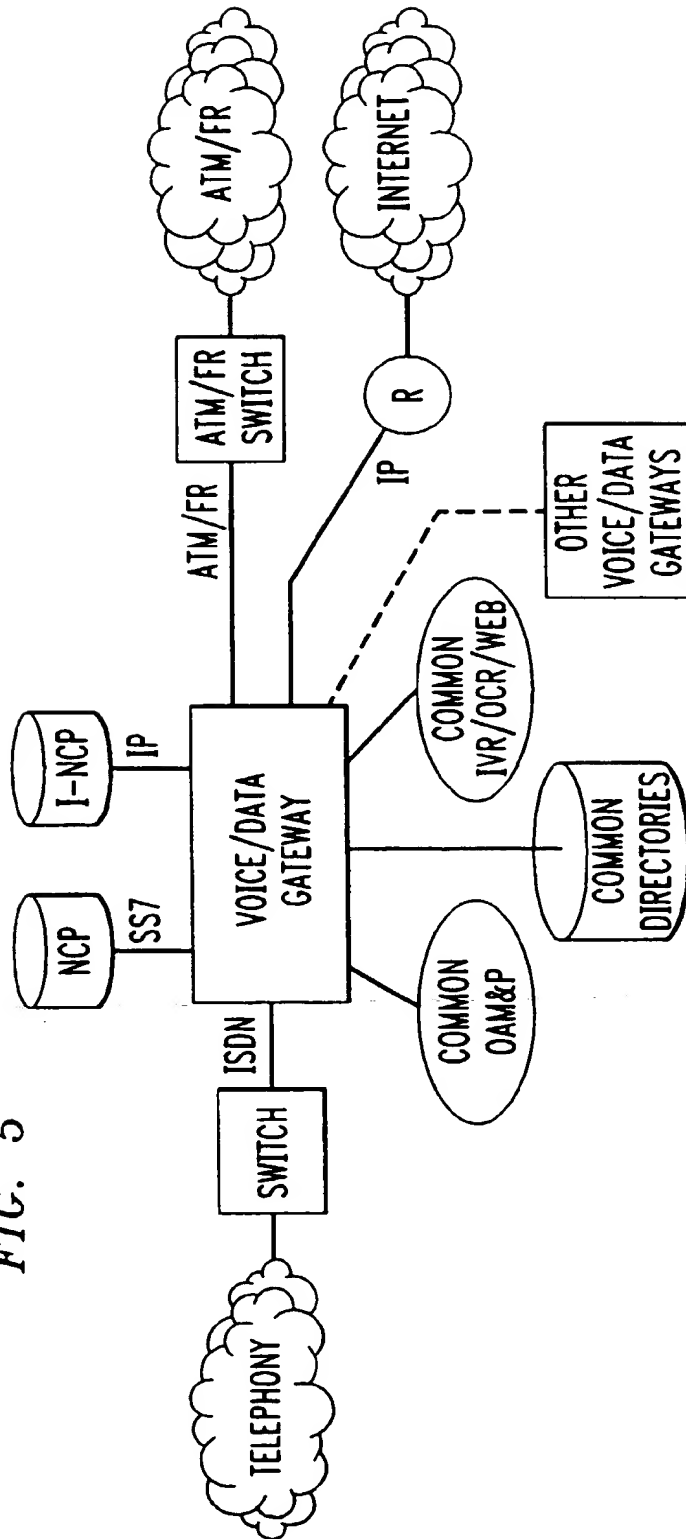 FIG. 5
NCP
I-NCP
SS7
IP
TELEPHONY
SWITCH
ISDN
VOICE/DATA
GATEWAY
ATM/FR
ATM/FR
SWITCH
ATM/FR
IP
R
INTERNET
COMMON
OAM&P
COMMON
DIRECTORIES
COMMON
IVR/OCR/WEB
OTHER
VOICE/DATA
GATEWAYS